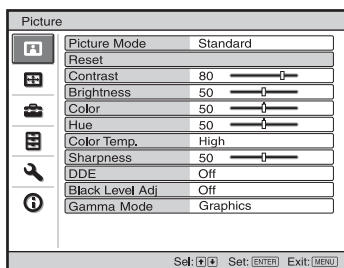 Picture
Picture Mode Standard
Reset
Contrast 80
Brightness 50
Color 50
Hue 50
Color Temp. High
Sharpness 50
DDE Off
Black Level Adj Off
Gamma Mode Graphics
Sel: Set: ENTER Exit: MENU